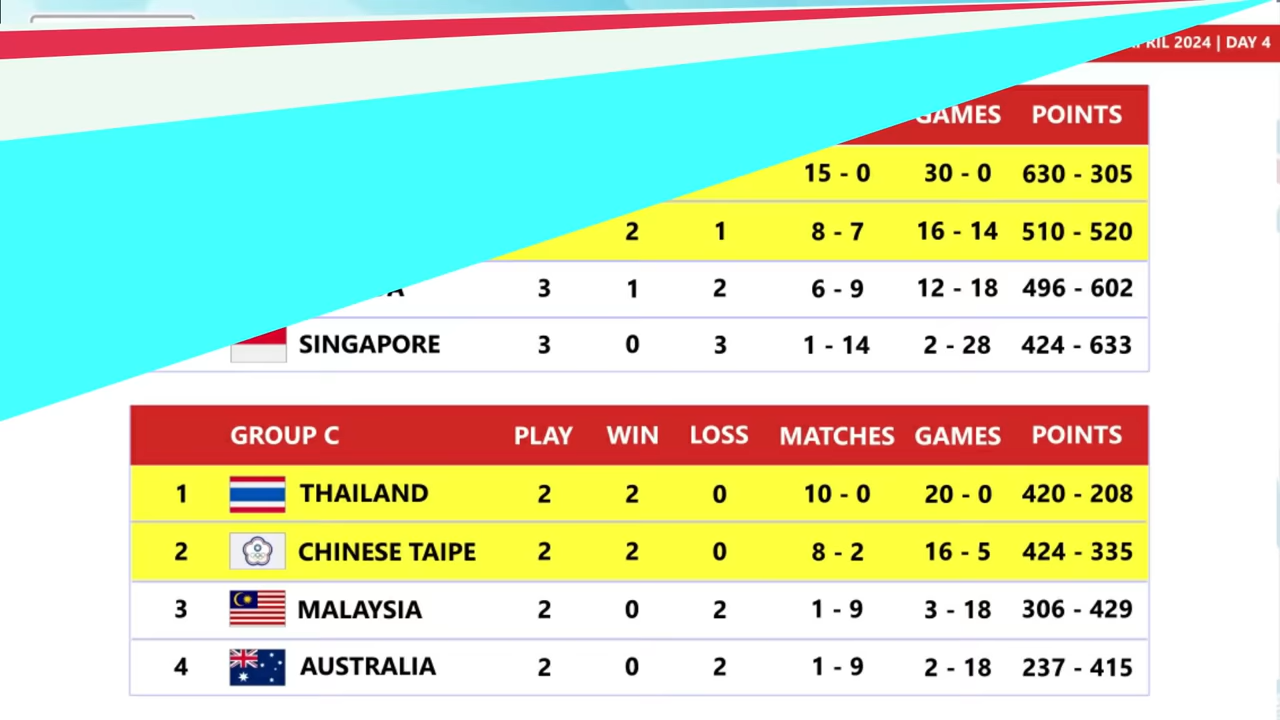 2024 | DAY 4
GAMES POINTS
15 - 0 30 - 0 630 - 305
2 1 8 - 7 16 - 14 510 - 520
3 1 2 6 - 9 12 - 18 496 - 602
SINGAPORE 3 0 3 1 - 14 2 - 28 424 - 633
GROUP C PLAY WIN LOSS MATCHES GAMES POINTS
1 THAILAND 2 2 0 10 - 0 20 - 0 420 - 208
2 CHINESE TAIPE 2 2 0 8 - 2 16 - 5 424 - 335
3 MALAYSIA 2 0 2 1 - 9 3 - 18 306 - 429
4 AUSTRALIA 2 0 2 1 - 9 2 - 18 237 - 415